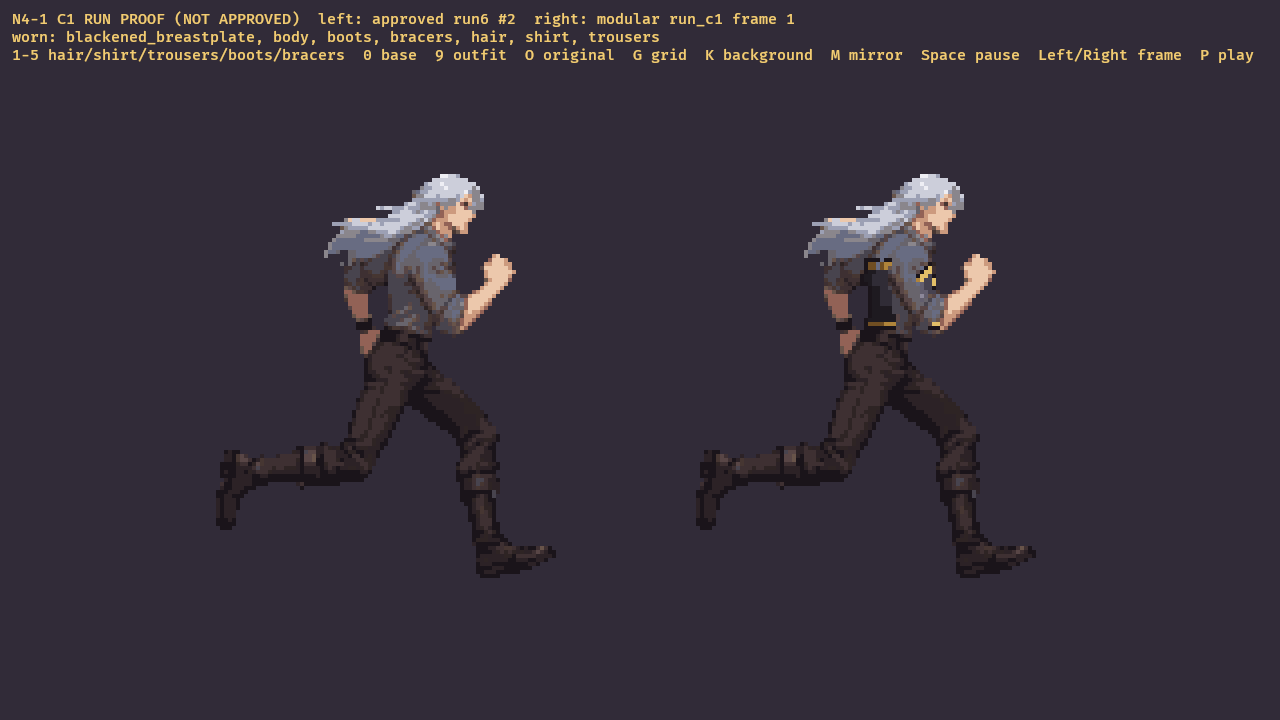 N4-1 C1 RUN PROOF (NOT APPROVED)  left: approved run6 #2  right: modular run_c1 frame 1
worn: blackened_breastplate, body, boots, bracers, hair, shirt, trousers
1-5 hair/shirt/trousers/boots/bracers  0 base  9 outfit  O original  G grid  K background  M mirror  Space pause  Left/Right frame  P play